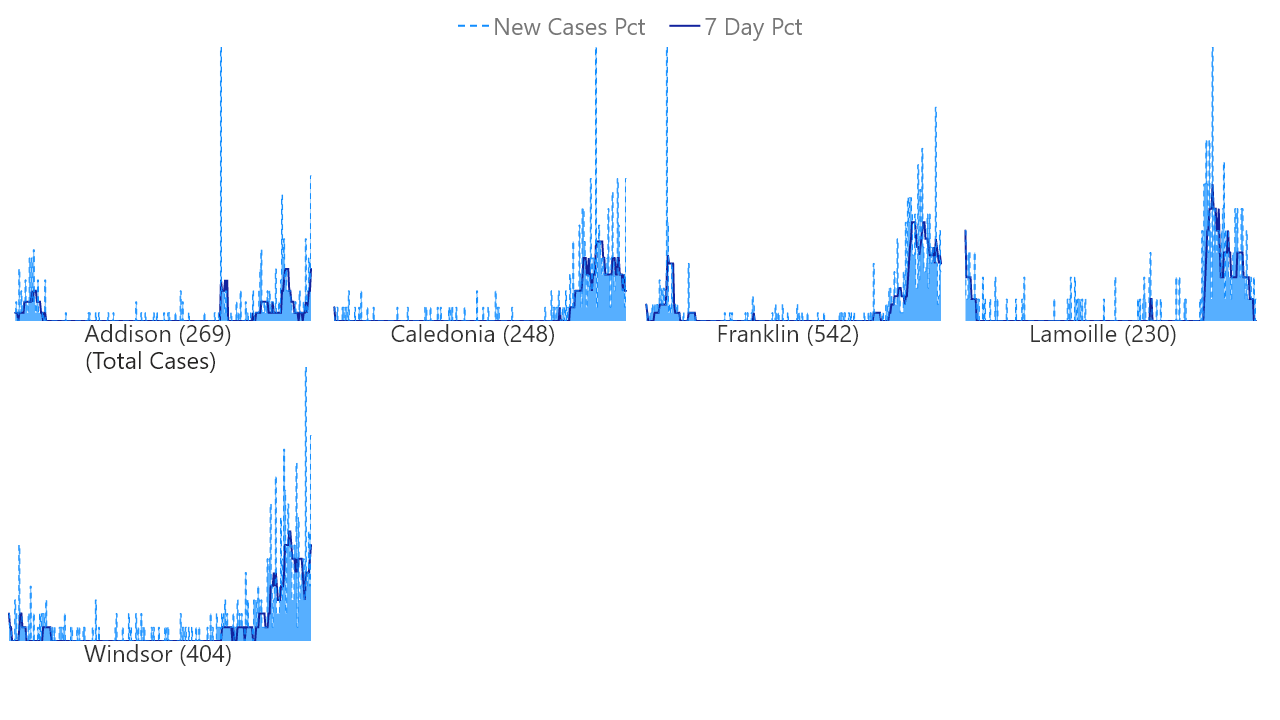 New Cases Pct 7 Day Pct
Addison (269)
(Total Cases)
Caledonia (248)
Franklin (542)
Lamoille (230)
Windsor (404)